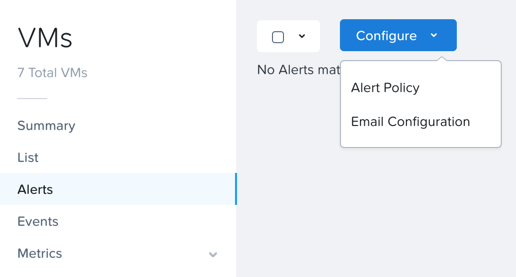 VMs
7 Total VMs
Summary
List
Alerts
Events
Metrics
Configure
No Alerts mat
Alert Policy
Email Configuration